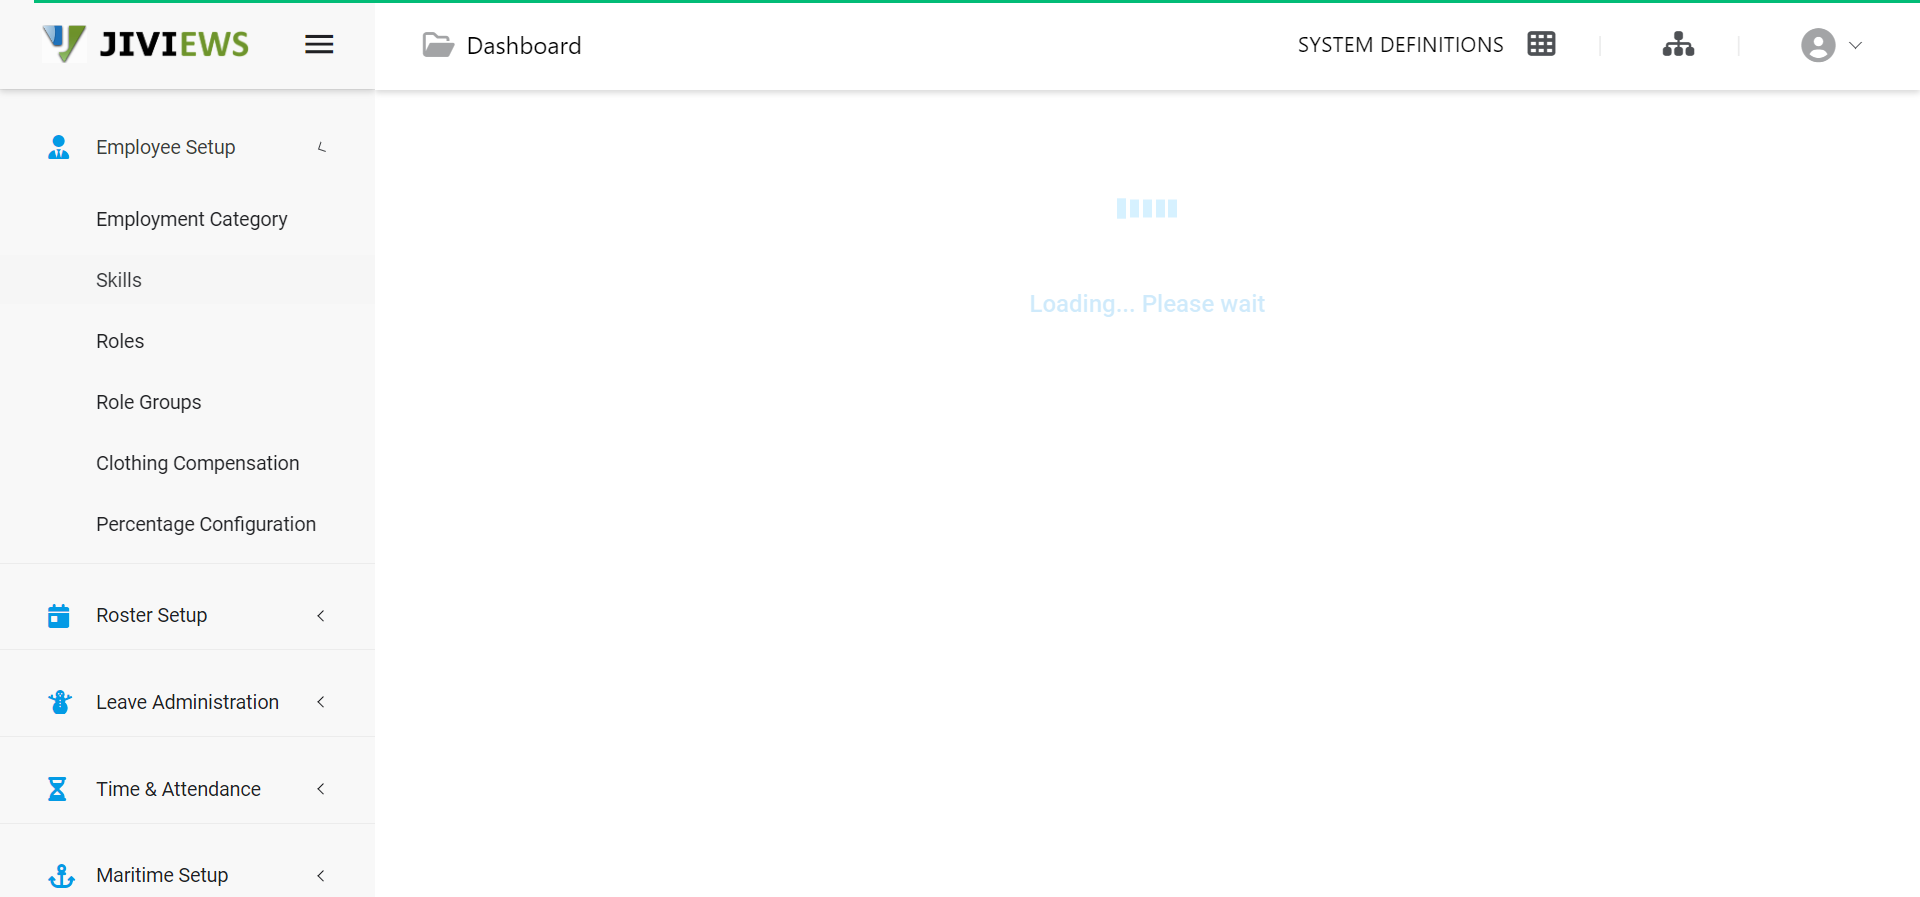 JIVIEWS
Dashboard
SYSTEM DEFINITIONS
Employee Setup
Employment Category
Skills
Roles
Role Groups
Clothing Compensation
Percentage Configuration
Roster Setup
Leave Administration
Time & Attendance
Maritime Setup
Loading... Please wait